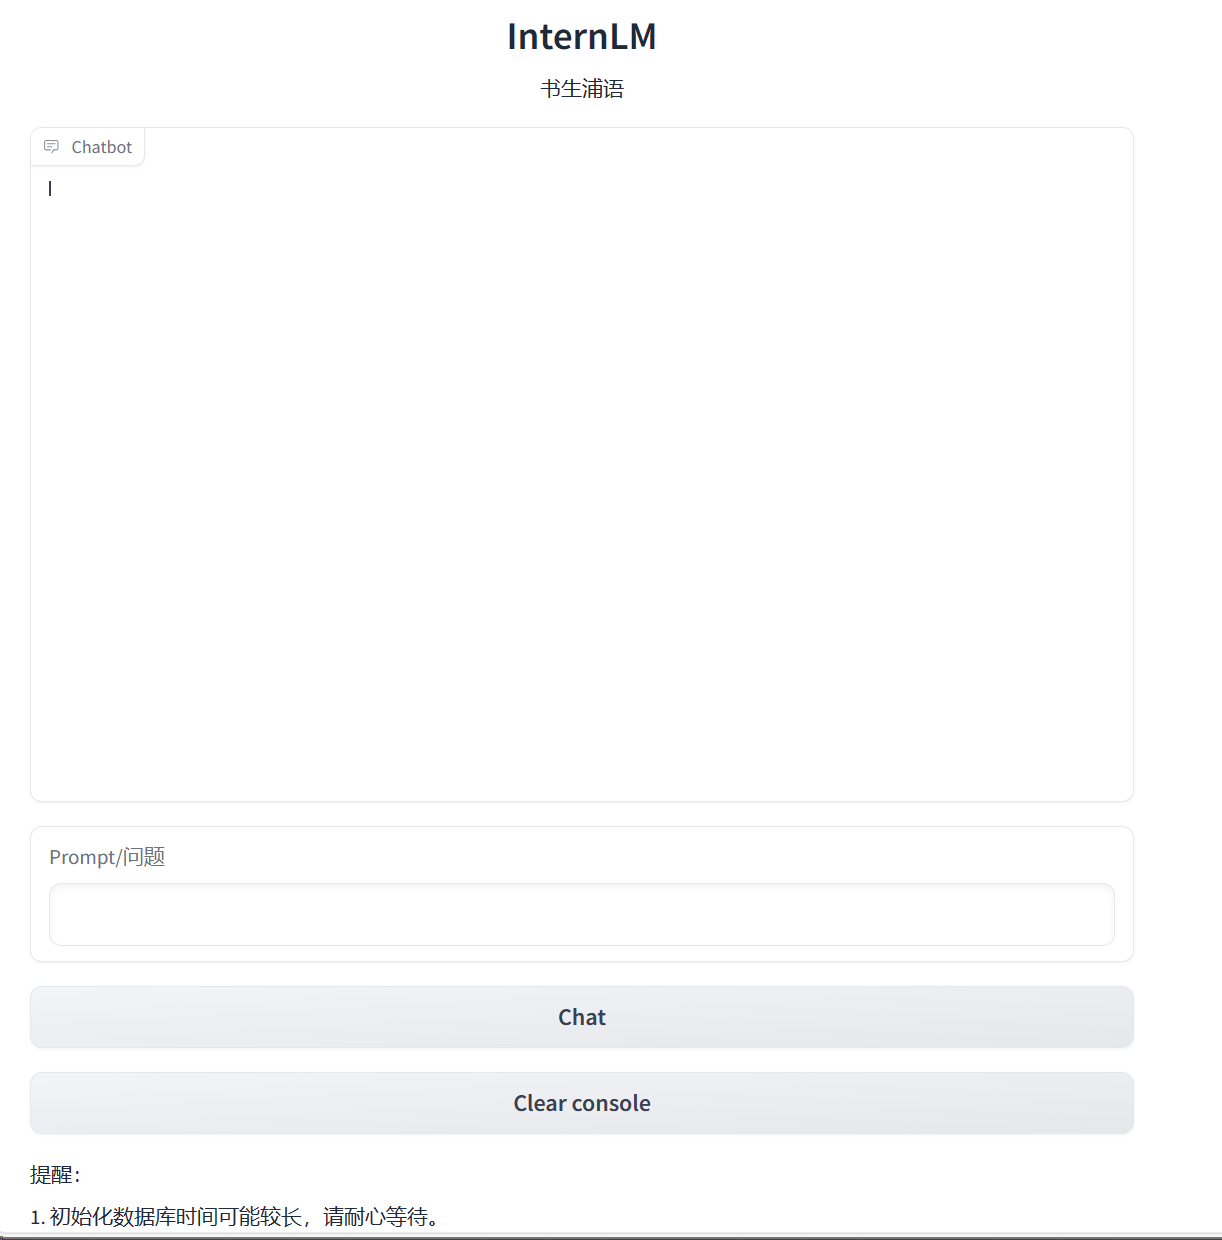 InternLM
书生浦语
Chatbot
Prompt/问题
Chat
Clear console
提醒：
1. 初始化数据库时间可能较长，请耐心等待。